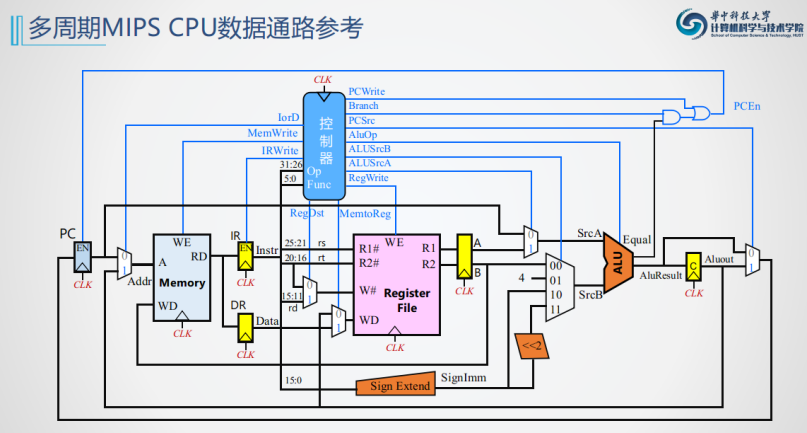 多周期MIPS CPU数据通路参考
华中科技大学
计算机科学与技术学院
School of Computer Science & Technology, HUST
CLK
PCWrite
Branch
PCSrc
AluOp
ALUSrcB
ALUSrcA
RegWrite
PCEn
IorD
MemWrite
IRWrite
31:26
5:0
控制器
Op
Func
RegDst
MemtoReg
PC
EN
CLK
0
1
Addr
WE
A
RD
Memory
WD
CLK
IR
EN
Instr
CLK
DR
Data
CLK
25:21 rs
20:16 rt
15:11
rd
0
1
0
1
R1#
WE
R1
R2#
R2
W#
Register
File
WD
CLK
A
B
CLK
0
1
4
00
01
10
11
SrcA
SrcB
ALU
Equal
AluResult
C
CLK
Aluout
0
1
<<2
15:0
Sign Extend
SignImm